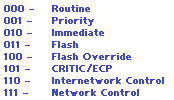 000 – Routine
001 – Priority
010 – Immediate
011 – Flash
100 – Flash Override
101 – CRITIC/ECP
110 – Internetwork Control
111 – Network Control